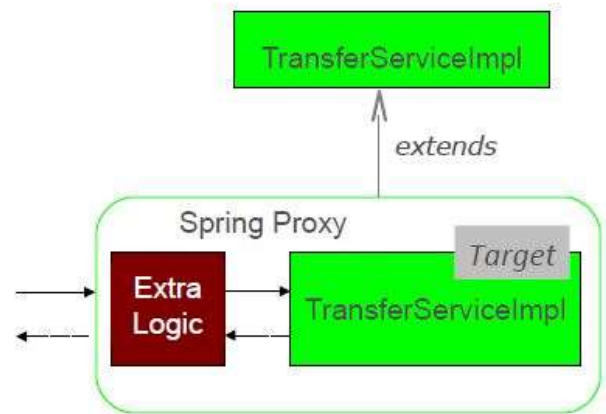 TransferServiceImpl
extends
Spring Proxy
Target
Extra
Logic
TransferServiceImpl